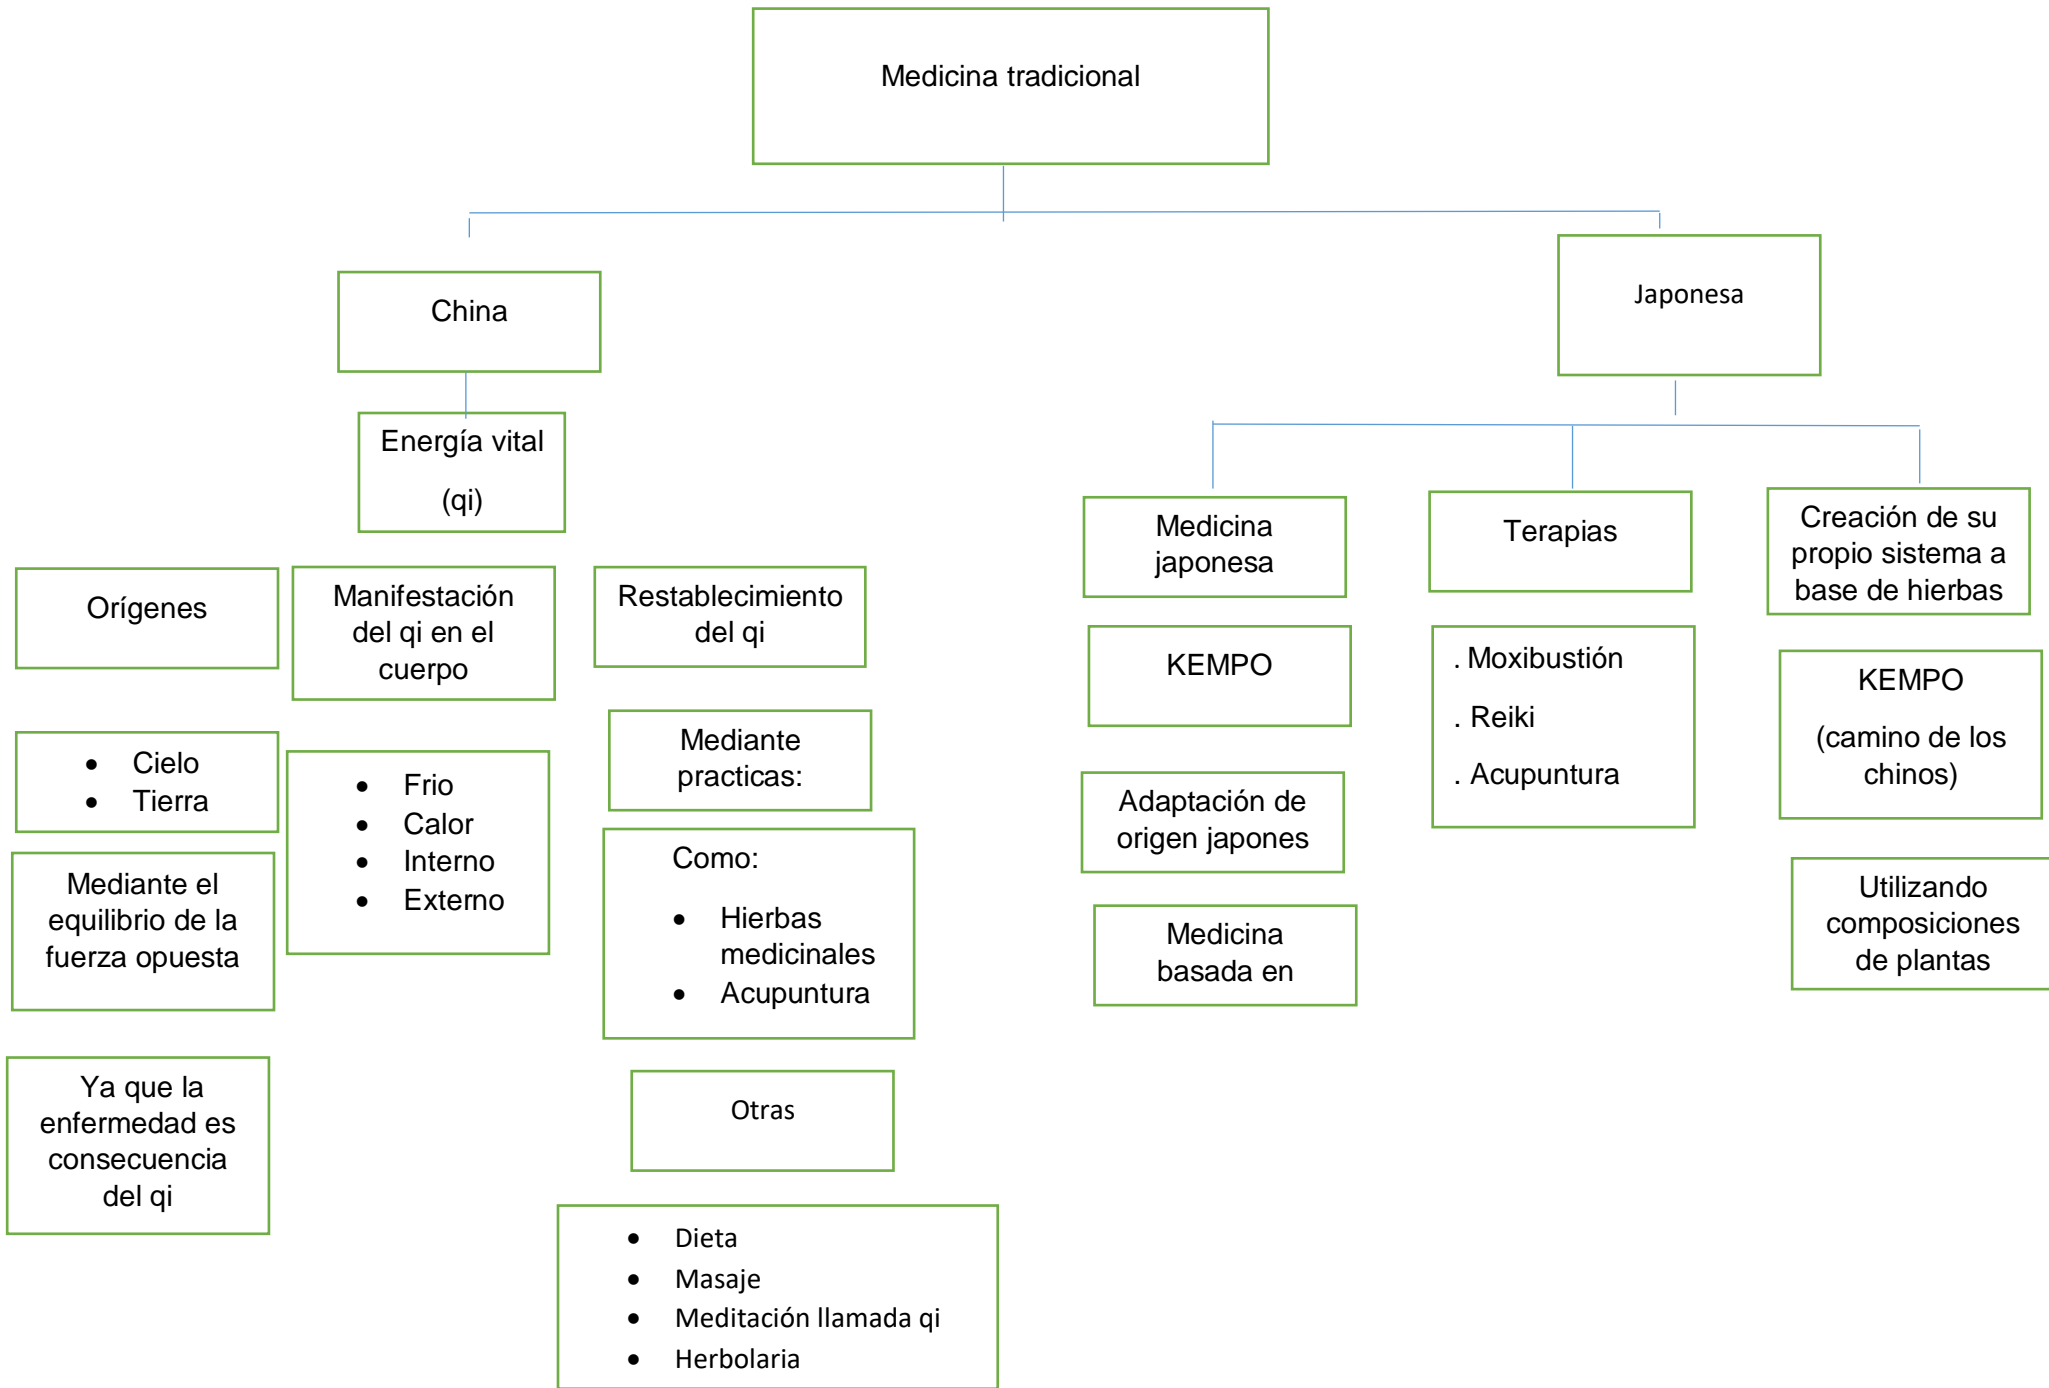 Medicina tradicional
China
Japonesa
Energía vital
(qi)
Orígenes
Manifestación
del qi en el
cuerpo
Restablecimiento
del qi
• Cielo
• Tierra
• Frio
• Calor
• Interno
• Externo
Mediante
practicas:
Mediante el
equilibrio de la
fuerza opuesta
Como:
• Hierbas
medicinales
• Acupuntura
Ya que la
enfermedad es
consecuencia
del qi
Otras
• Dieta
• Masaje
• Meditación llamada qi
• Herbolaria
Medicina
japonesa
KEMPO
Adaptación de
origen japones
Medicina
basada en
Terapias
. Moxibustión
. Reiki
. Acupuntura
Creación de su
propio sistema a
base de hierbas
KEMPO
(camino de los
chinos)
Utilizando
composiciones
de plantas